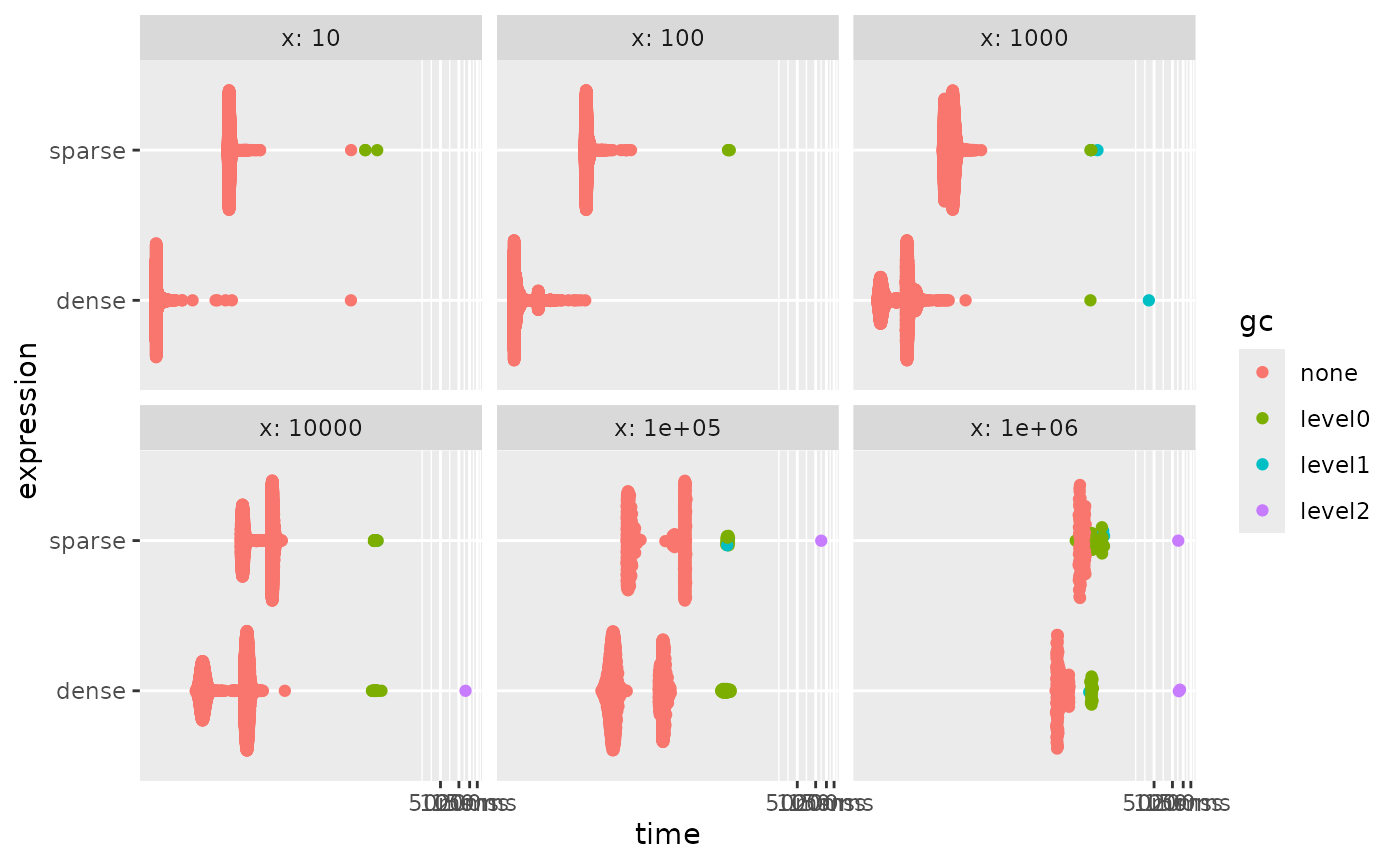 x: 10
x: 100
x: 1000
sparse
dense
x: 10000
x: 1e+05
x: 1e+06
sparse
dense
expression
time
gc
none
level0
level1
level2